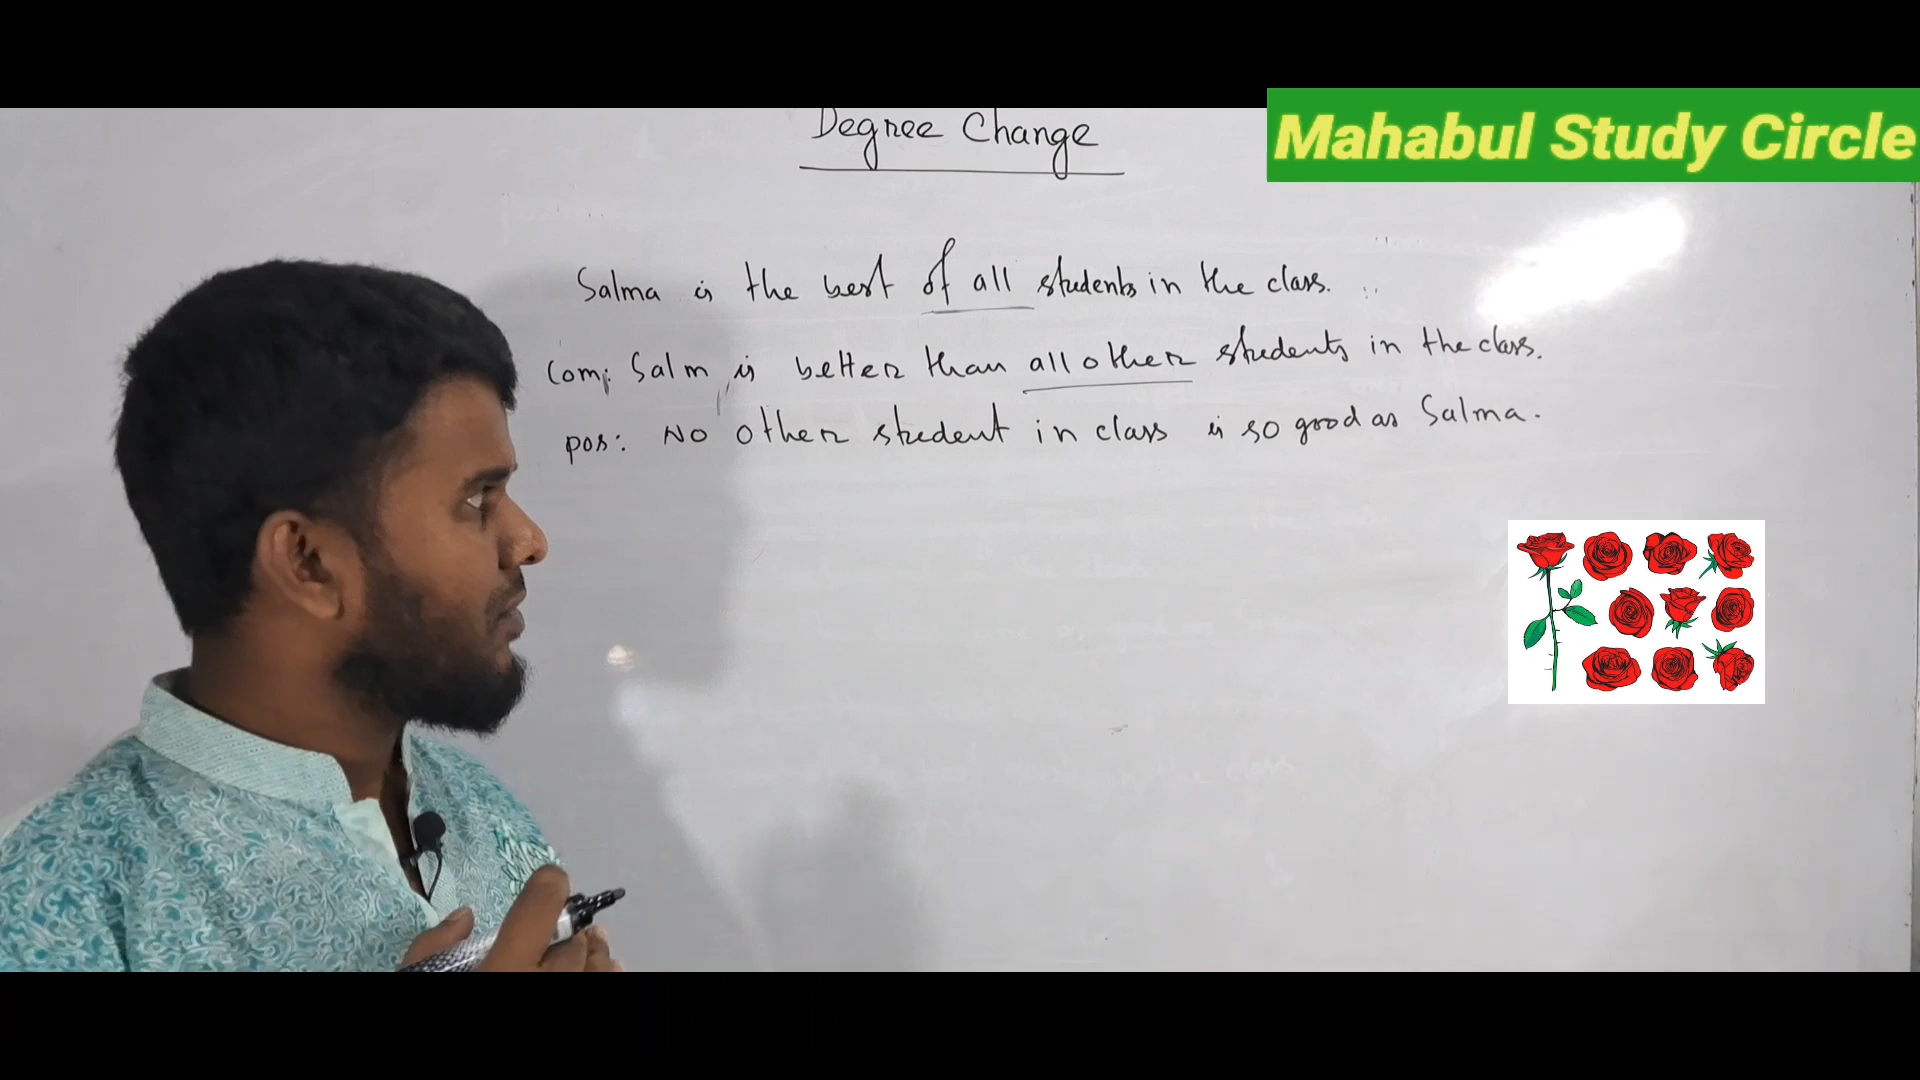 Degree Change
Mahabul Study Circle
Salma is the best of all students in the class.
Com: Salm is better than all other students in the class.
pos: No other student in class is so good as Salma.